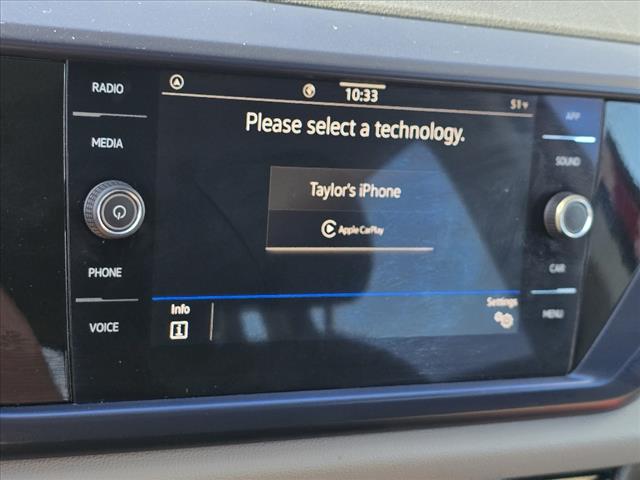 RADIO
MEDIA
PHONE
VOICE
10:33
Please select a technology.
Taylor's iPhone
Apple CarPlay
Info
Settings
APP
SOUND
CAR
MENU